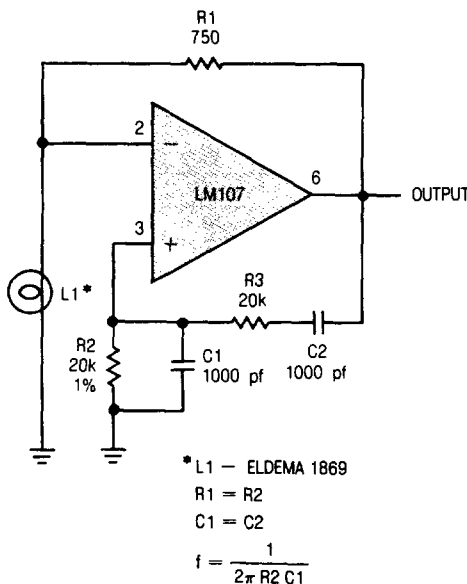 R1
750
2
−
LM107
6
OUTPUT
3
+
L1*
R3
20k
R2
20k
1%
C1
1000 pf
C2
1000 pf
*L1 – ELDEMA 1869
R1 = R2
C1 = C2
f = 1 / 2π R2 C1